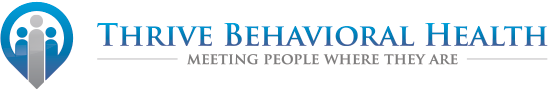 THRIVE BEHAVIORAL HEALTH
MEETING PEOPLE WHERE THEY ARE